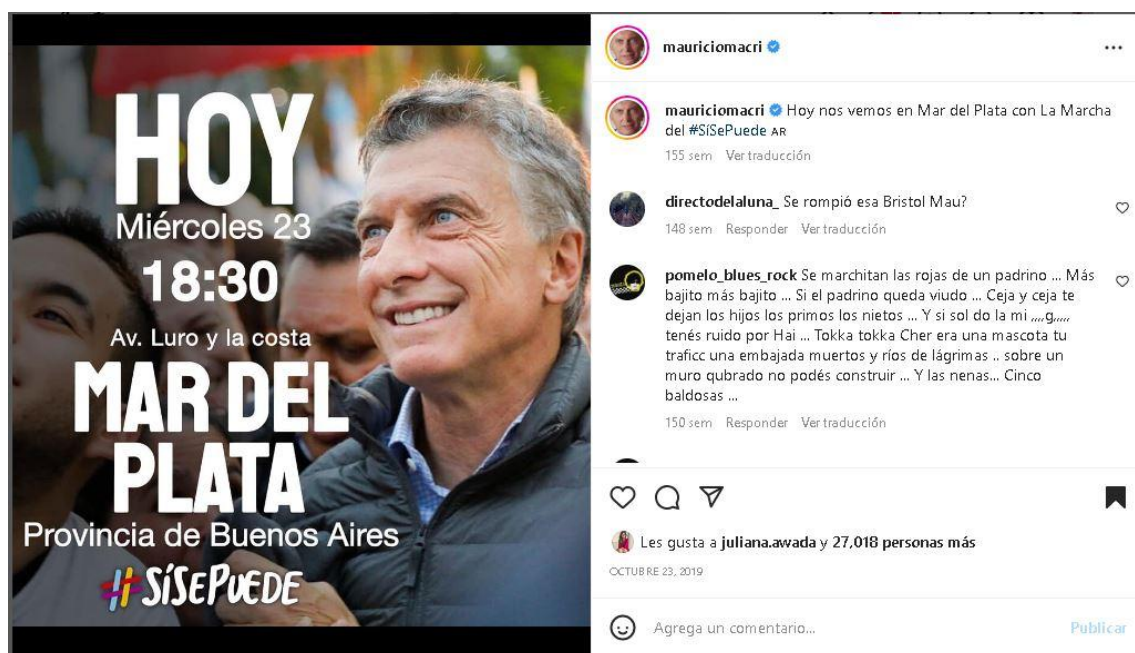 HOY
Miércoles 23
18:30
Av. Luro y la costa
MAR DEL
PLATA
Provincia de Buenos Aires
#SÍSEPUEDE
mauriciomacri
mauriciomacri Hoy nos vemos en Mar del Plata con La Marcha
del #SíSePuede AR
155 sem Ver traducción
directodelaluna_ Se rompió esa Bristol Mau?
148 sem Responder Ver traducción
pomelo_blues_rock Se marchitan las rojas de un padrino ... Más
bajito más bajito ... Si el padrino queda viudo ... Ceja y ceja te
dejan los hijos los primos los nietos ... Y si sol do la mi ,,,,g,,,,,
tenés ruido por Hai ... Tokka tokka Cher era una mascota tu
traficc una embajada muertos y ríos de lágrimas .. sobre un
muro qubrado no podés construir ... Y las nenas... Cinco
baldosas ...
150 sem Responder Ver traducción
Les gusta a juliana.awada y 27,018 personas más
OCTUBRE 23, 2019
Agrega un comentario...
Publicar